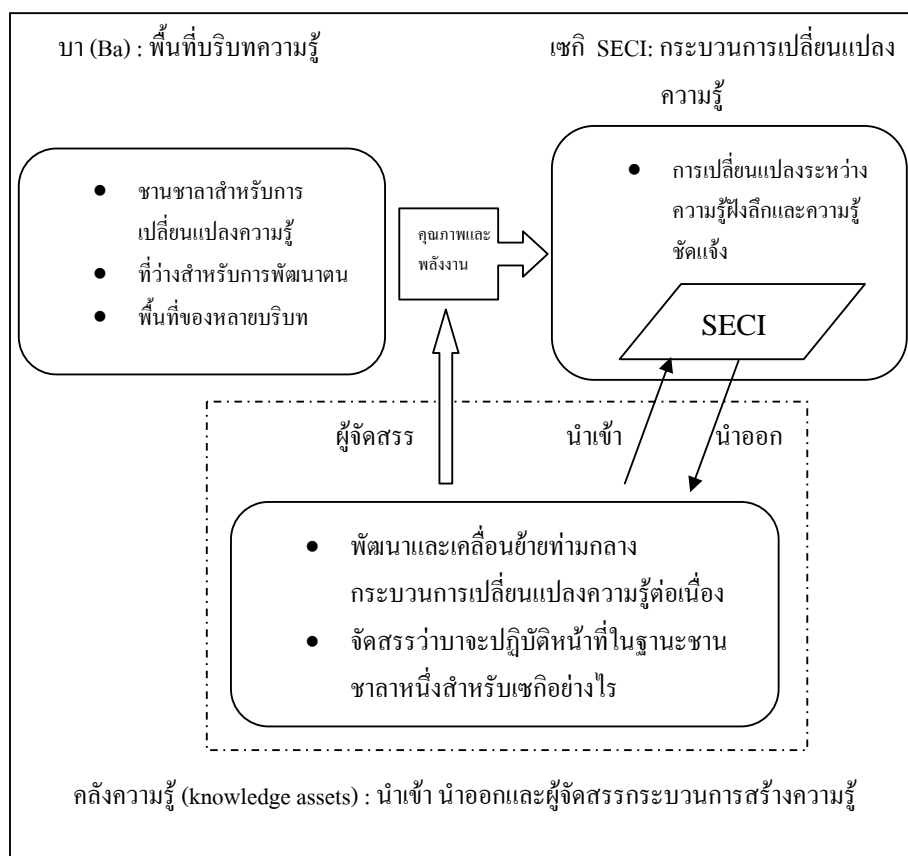 บา (Ba) : พื้นที่บริบทความรู้
เซกิ SECI: กระบวนการเปลี่ยนแปลง
ความรู้
ชานชาลาสำหรับการ
เปลี่ยนแปลงความรู้
ที่ว่างสำหรับการพัฒนาตน
พื้นที่ของหลายบริบท
คุณภาพและ
พลังงาน
การเปลี่ยนแปลงระหว่าง
ความรู้ฝังลึกและความรู้
ชัดแจ้ง
SECI
ผู้จัดสรร
นำเข้า
นำออก
พัฒนาและเคลื่อนย้ายท่ามกลาง
กระบวนการเปลี่ยนแปลงความรู้ต่อเนื่อง
จัดสรรว่าบาจะปฏิบัติหน้าที่ในฐานะชาน
ชาลาหนึ่งสำหรับเซกิอย่างไร
คลังความรู้ (knowledge assets) : นำเข้า นำออกและผู้จัดสรรกระบวนการสร้างความรู้